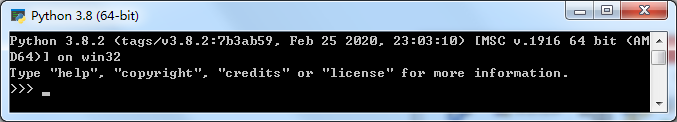 Python 3.8 (64-bit)
Python 3.8.2 (tags/v3.8.2:7b3ab59, Feb 25 2020, 23:03:10) [MSC v.1916 64 bit (AM
D64)] on win32
Type "help", "copyright", "credits" or "license" for more information.
>>> _